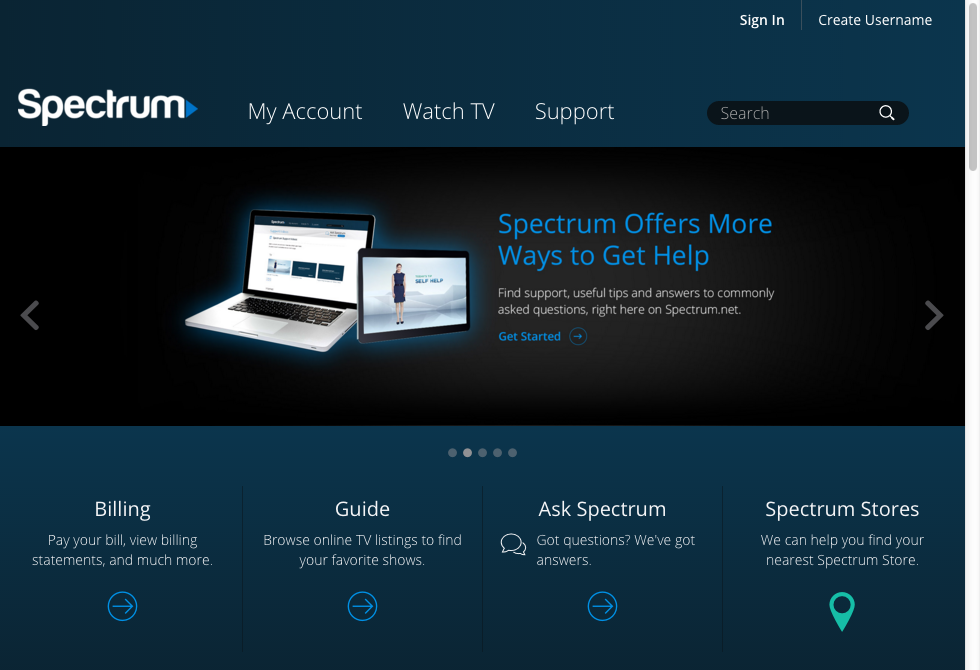 Sign In
Create Username
Spectrum
My Account
Watch TV
Support
Search
Spectrum Offers More
Ways to Get Help
Find support, useful tips and answers to commonly
asked questions, right here on Spectrum.net.
Get Started
SELF HELP
Billing
Pay your bill, view billing
statements, and much more.
Guide
Browse online TV listings to find
your favorite shows.
Ask Spectrum
Got questions? We've got
answers.
Spectrum Stores
We can help you find your
nearest Spectrum Store.